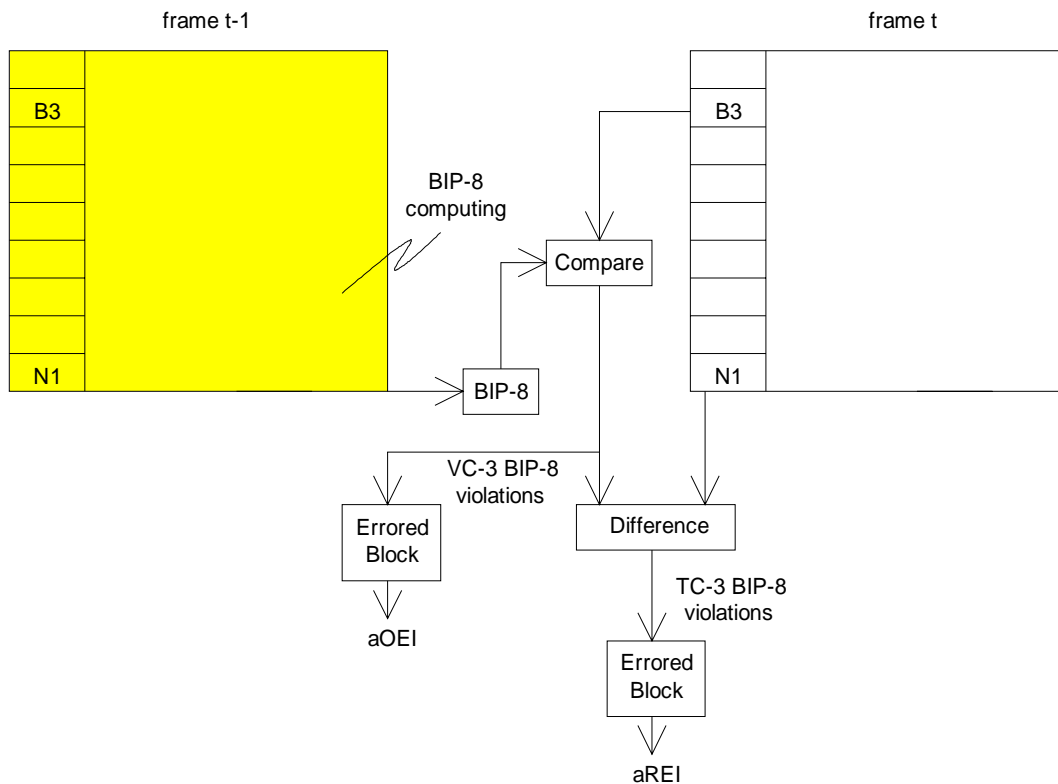 frame t-1
frame t
B3
B3
BIP-8
computing
Compare
N1
BIP-8
N1
VC-3 BIP-8
violations
Errored
Block
Difference
TC-3 BIP-8
violations
aOEI
Errored
Block
aREI